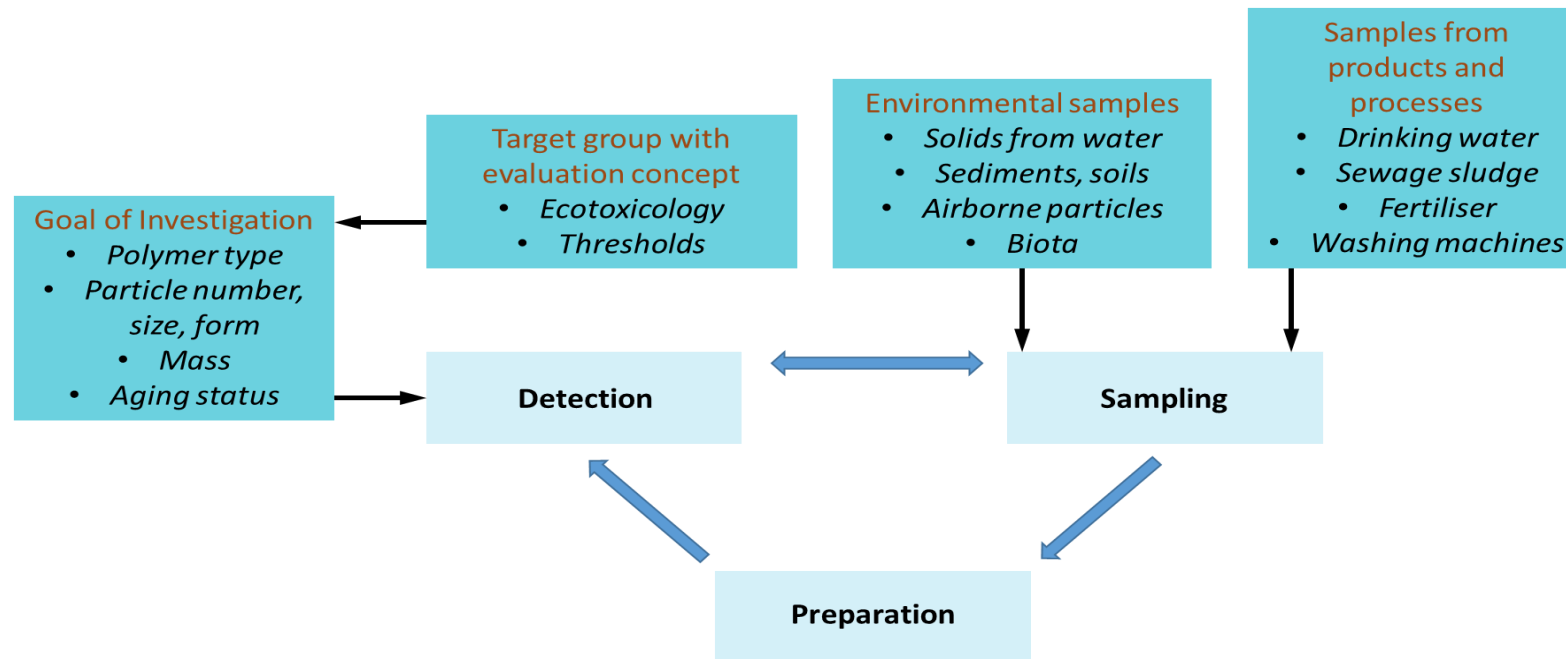 Goal of Investigation
• Polymer type
• Particle number,
size, form
• Mass
• Aging status
Target group with
evaluation concept
• Ecotoxicology
• Thresholds
Environmental samples
• Solids from water
• Sediments, soils
• Airborne particles
• Biota
Samples from
products and
processes
• Drinking water
• Sewage sludge
• Fertiliser
• Washing machines
Detection
Sampling
Preparation